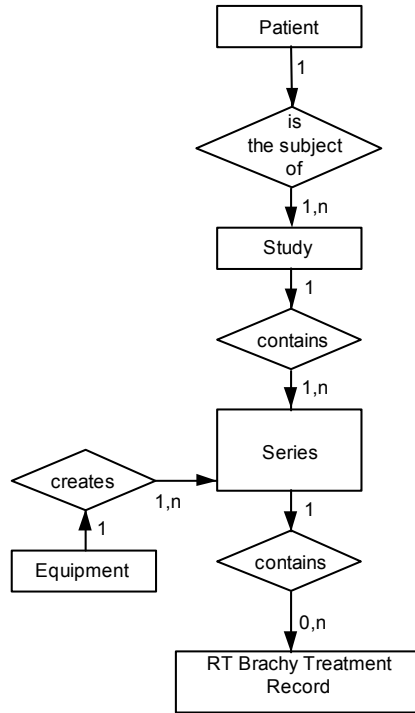 Patient
1
is
the subject
of
1,n
Study
1
contains
1,n
Series
creates
1,n
1
Equipment
1
contains
0,n
RT Brachy Treatment
Record